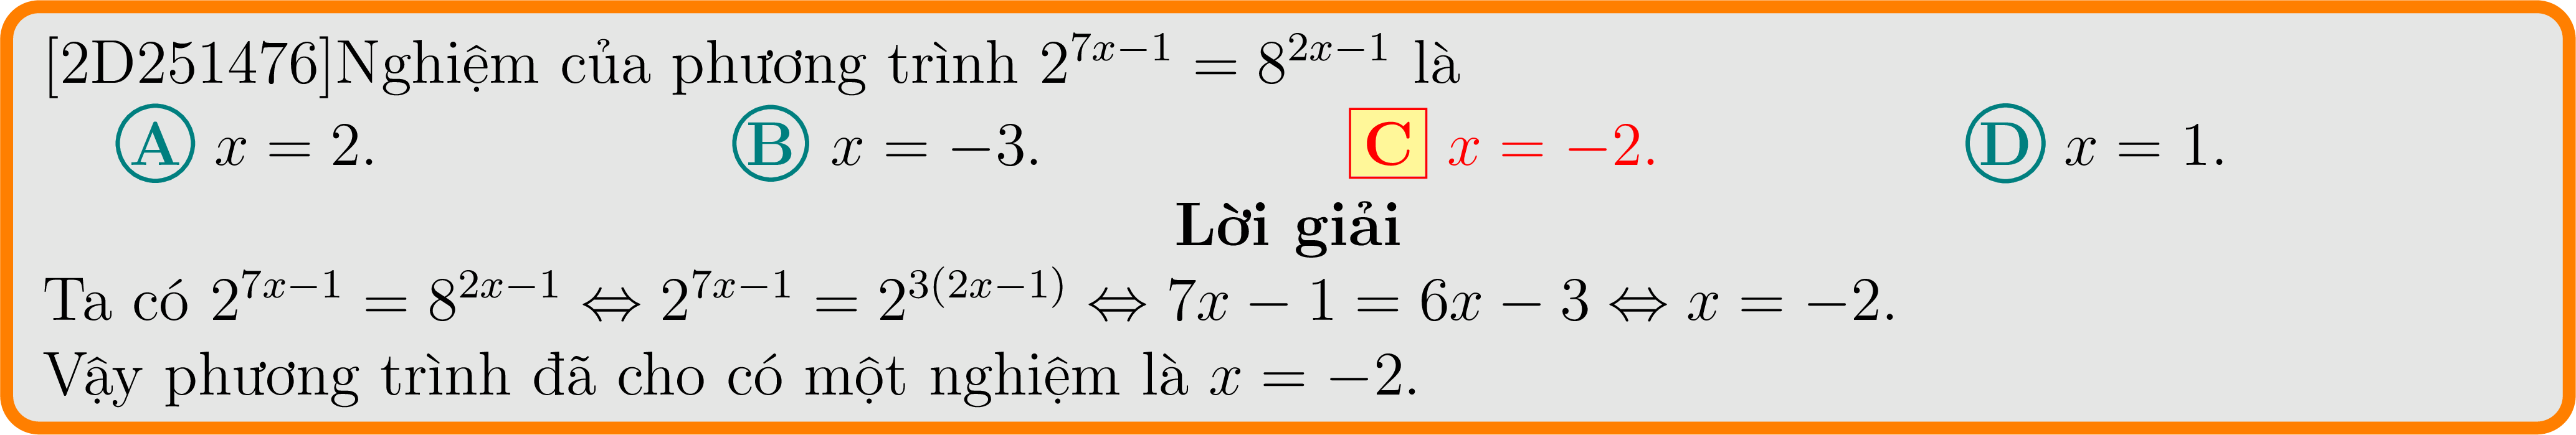 [2D251476]Nghiệm của phương trình $2^{7x-1} = 8^{2x-1}$ là
A x = 2. B x = −3. C x = −2. D x = 1.
Lời giải
Ta có $2^{7x-1} = 8^{2x-1} \Leftrightarrow 2^{7x-1} = 2^{3(2x-1)} \Leftrightarrow 7x - 1 = 6x - 3 \Leftrightarrow x = -2$.
Vậy phương trình đã cho có một nghiệm là x = −2.